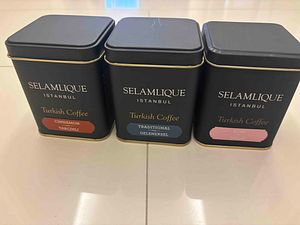 SELAMLIQUE
ISTANBUL
Turkish Coffee
CINNAMON
TARÇINLI
SELAMLIQUE
ISTANBUL
Turkish Coffee
TRADITIONAL
GELENEKSEL
SELAMLIQUE
ISTANBUL
Turkish Coffee